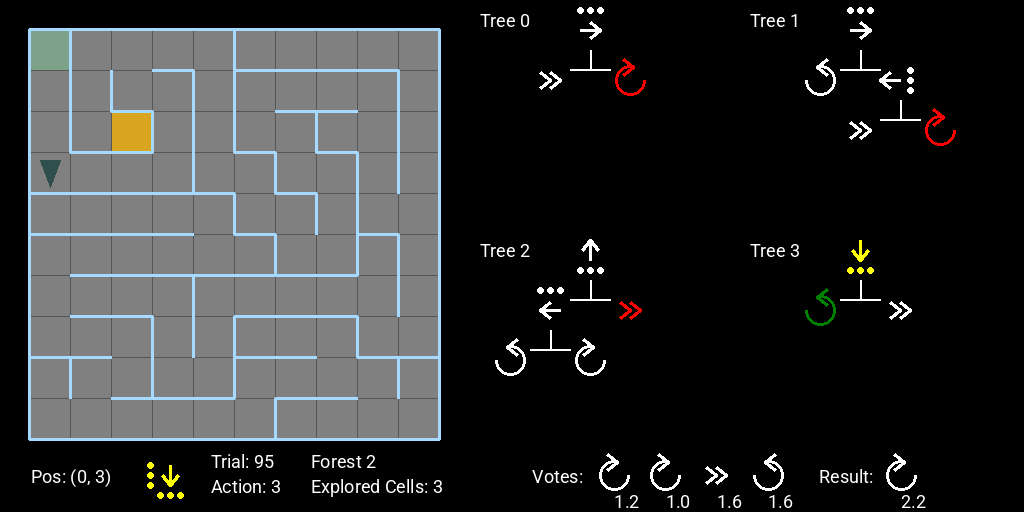 Tree 0
Tree 1
Tree 2
Tree 3
Pos: (0, 3)
Trial: 95
Forest 2
Action: 3
Explored Cells: 3
Votes:
1.2
1.0
1.6
1.6
Result:
2.2